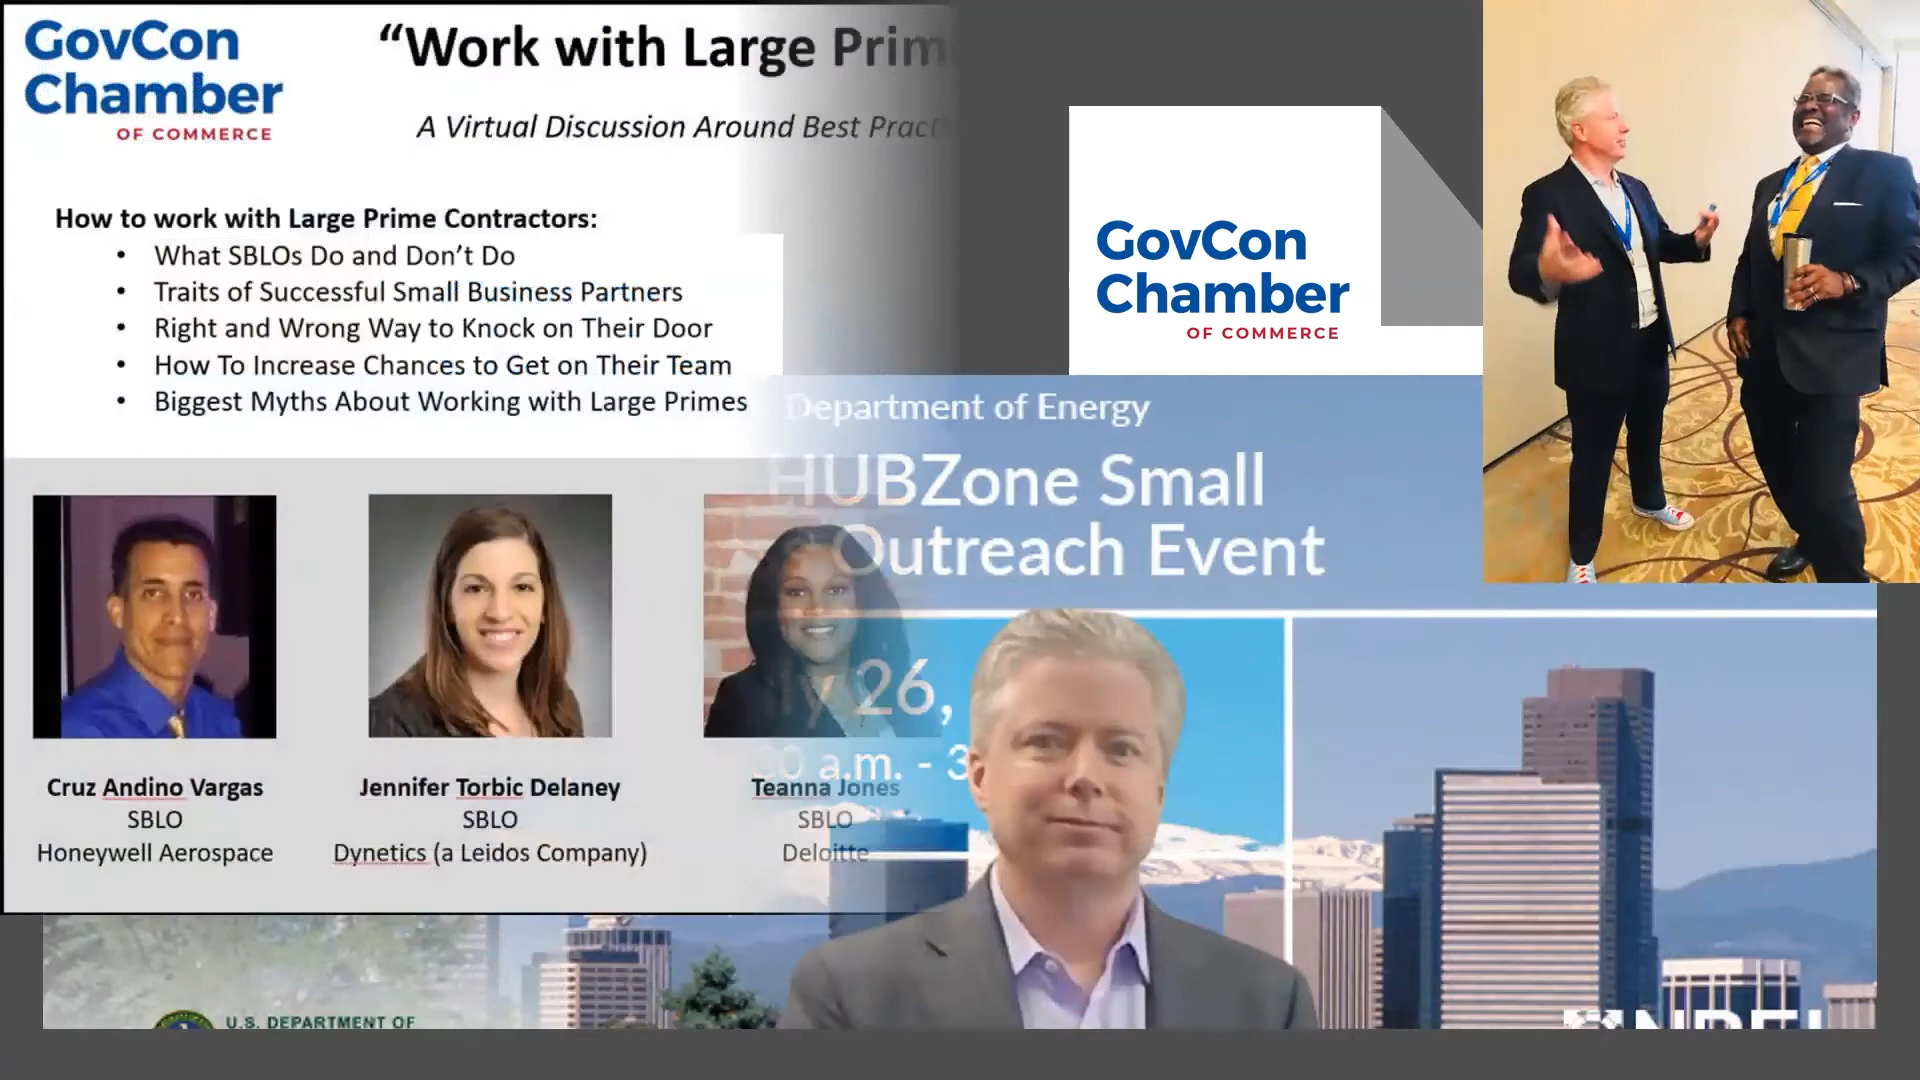 GovCon
Chamber
OF COMMERCE
“Work with Large Prim
A Virtual Discussion Around Best Pract
How to work with Large Prime Contractors:
• What SBLOs Do and Don’t Do
• Traits of Successful Small Business Partners
• Right and Wrong Way to Knock on Their Door
• How To Increase Chances to Get on Their Team
• Biggest Myths About Working with Large Primes
Cruz Andino Vargas
SBLO
Honeywell Aerospace
Jennifer Torbic Delaney
SBLO
Dynetics (a Leidos Company)
Teanna Jones
SBLO
Deloitte
GovCon
Chamber
OF COMMERCE
Department of Energy
HUBZone Small
Outreach Event
26,
0 a.m. - 3
U.S. DEPARTMENT OF